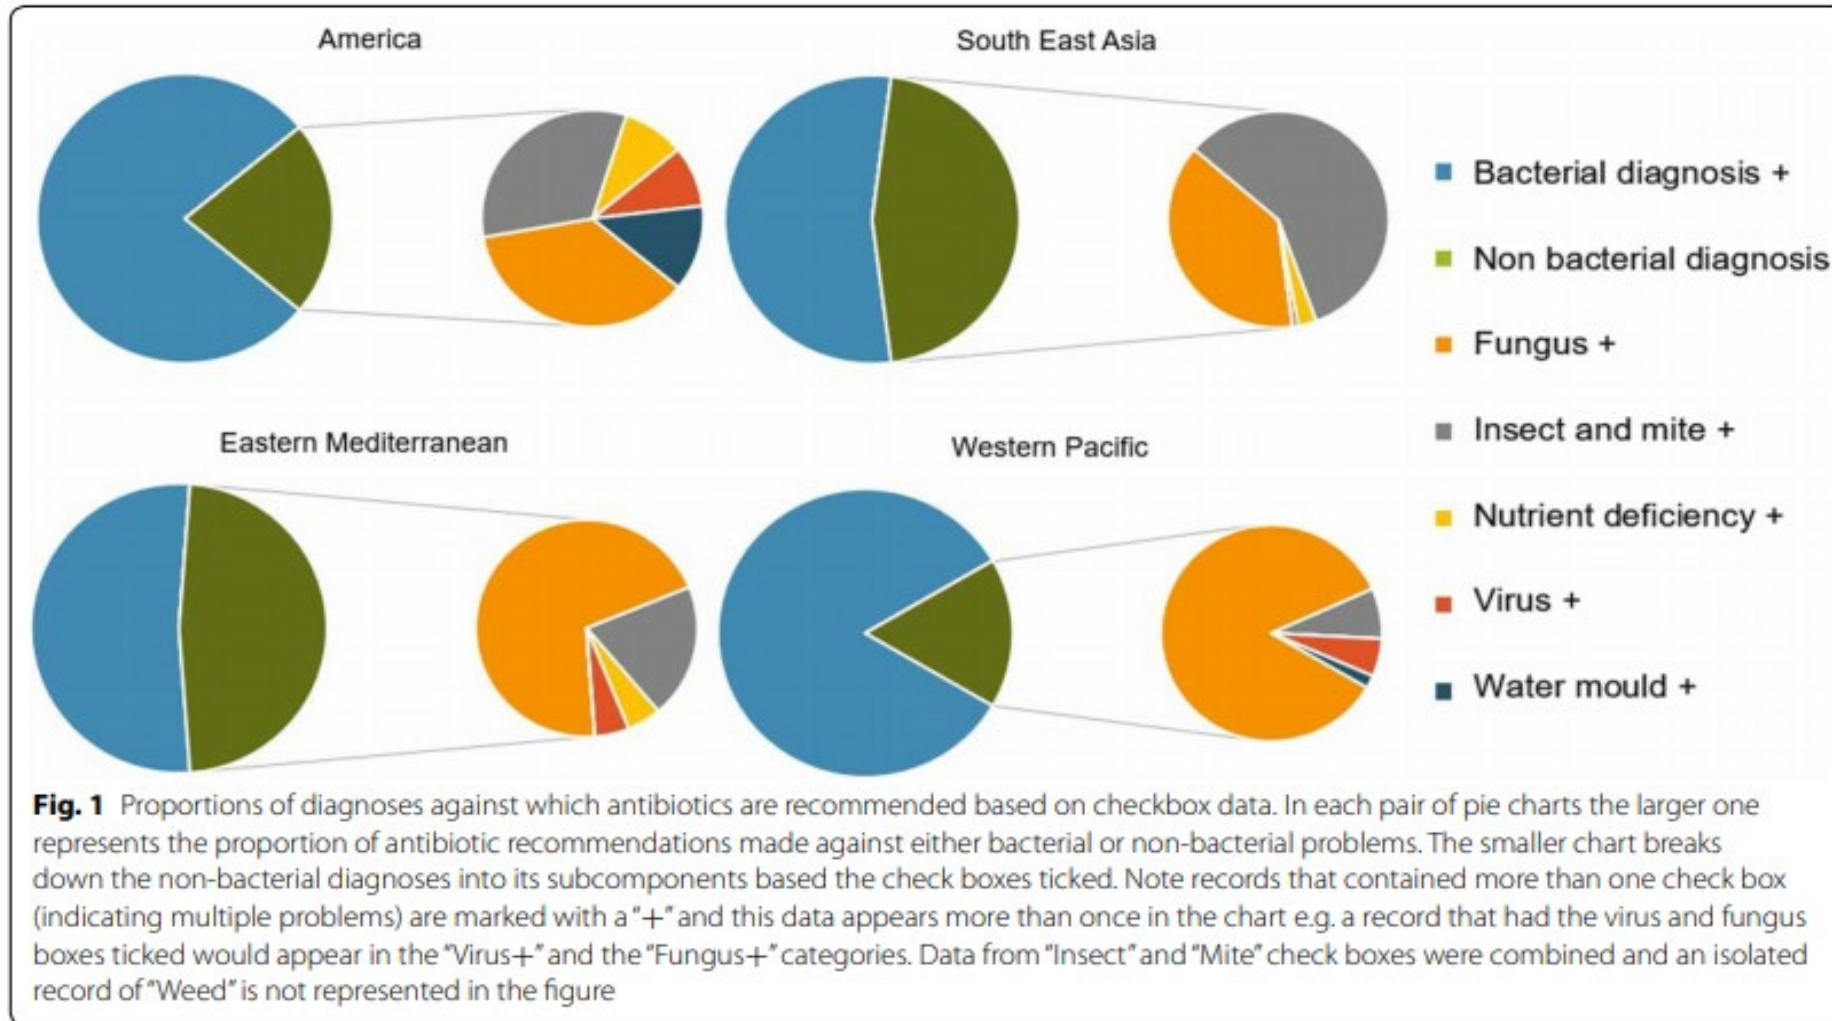 America
South East Asia
Bacterial diagnosis +
Non bacterial diagnosis
Fungus +
Insect and mite +
Eastern Mediterranean
Western Pacific
Nutrient deficiency +
Virus +
Water mould +
Fig. 1 Proportions of diagnoses against which antibiotics are recommended based on checkbox data. In each pair of pie charts the larger one
represents the proportion of antibiotic recommendations made against either bacterial or non-bacterial problems. The smaller chart breaks
down the non-bacterial diagnoses into its subcomponents based the check boxes ticked. Note records that contained more than one check box
(indicating multiple problems) are marked with a "+" and this data appears more than once in the chart e.g. a record that had the virus and fungus
boxes ticked would appear in the "Virus+" and the "Fungus+" categories. Data from "Insect" and "Mite" check boxes were combined and an isolated
record of "Weed" is not represented in the figure